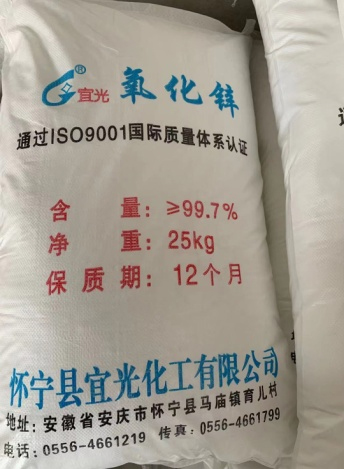 ® 宜光 氧化锌
通过ISO9001国际质量体系认证
含 量：≥99.7%
净 重：25kg
保质期：12个月
怀宁县宜光化工有限公司
地址：安徽省安庆市怀宁县马庙镇育儿村
电话：0556-4661219 传真：0556-4661799